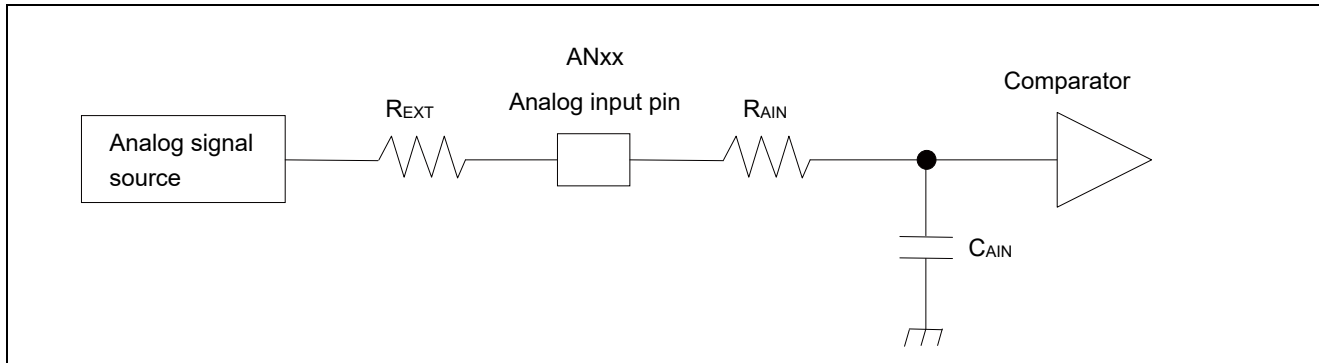 ANxx
Analog input pin
Comparator
REXT
RAIN
Analog signal
source
CAIN